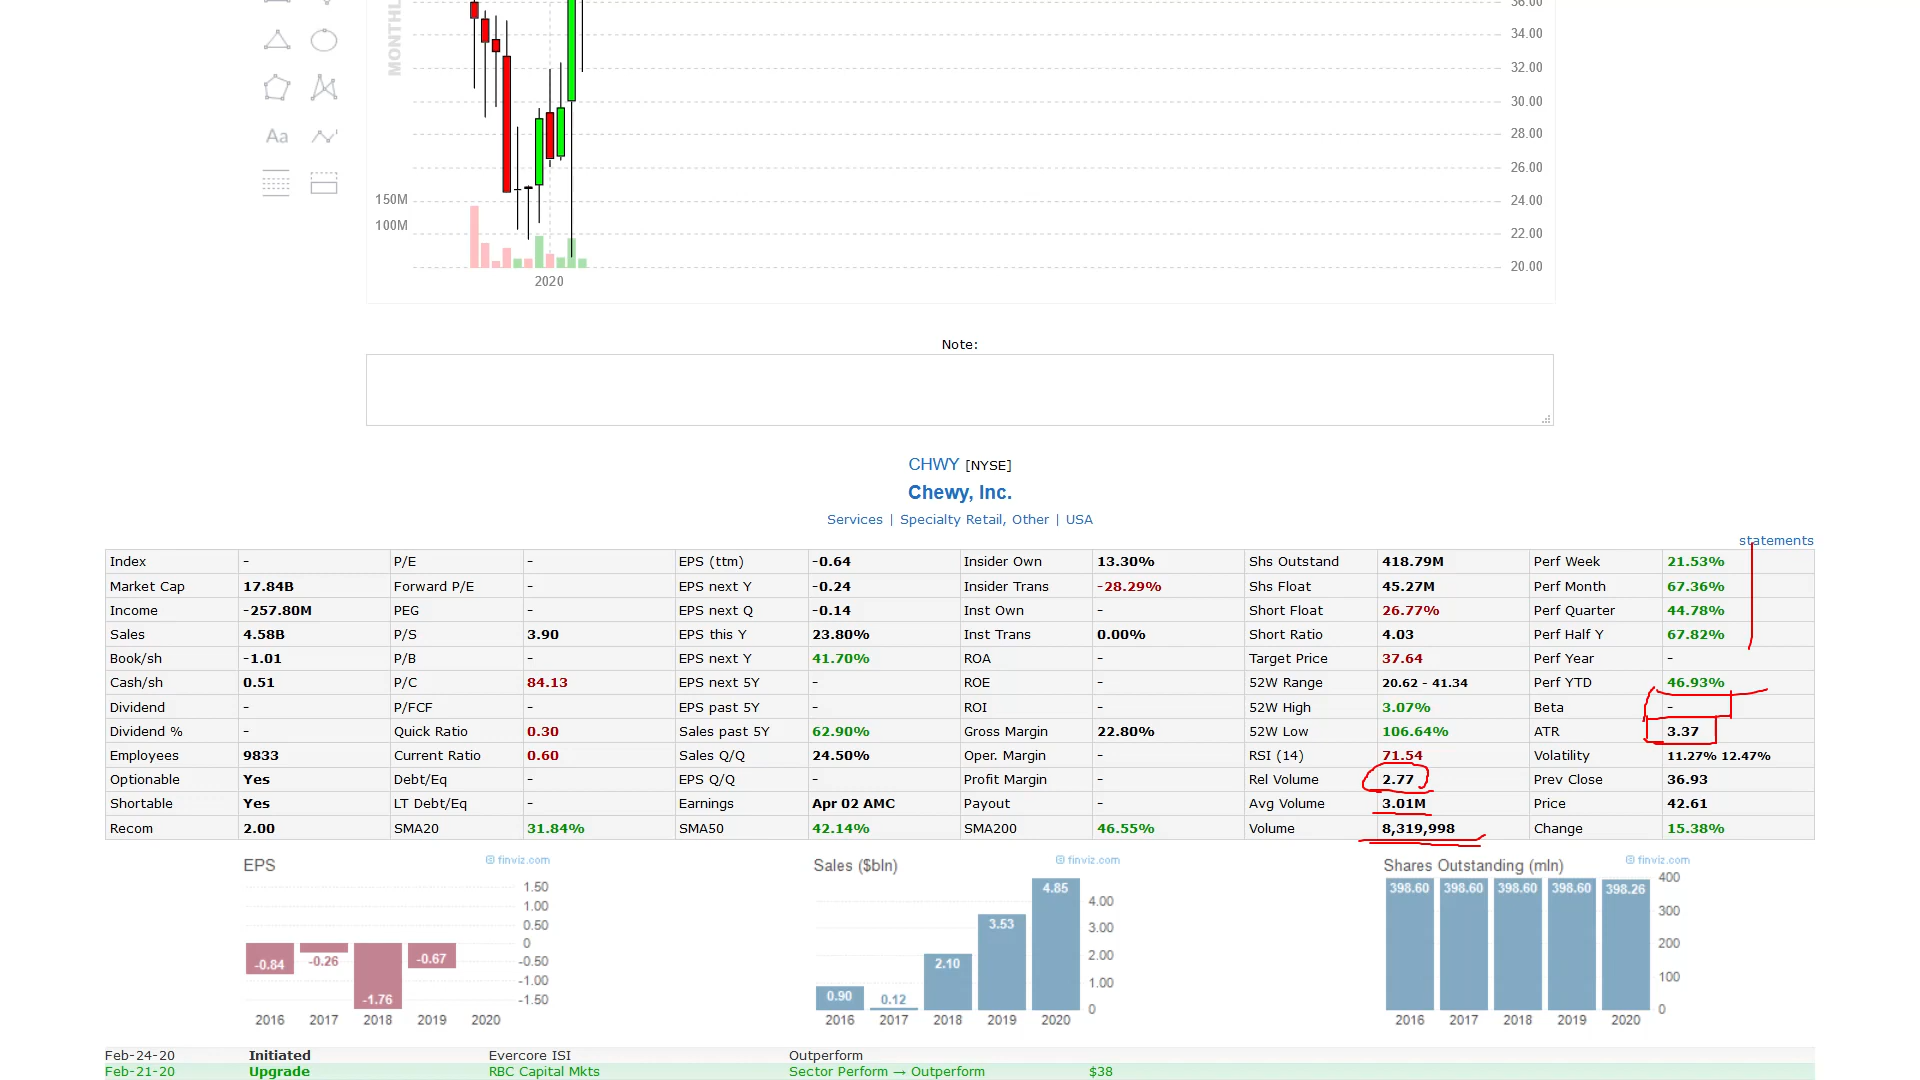 MONTHL
36.00
34.00
32.00
30.00
28.00
26.00
24.00
22.00
20.00
Aa
150M
100M
2020
Note:
CHWY [NYSE]
Chewy, Inc.
Services | Specialty Retail, Other | USA
statements
Index - P/E - EPS (ttm) -0.64 Insider Own 13.30% Shs Outstand 418.79M Perf Week 21.53%
Market Cap 17.84B Forward P/E - EPS next Y -0.24 Insider Trans -28.29% Shs Float 45.27M Perf Month 67.36%
Income -257.80M PEG - EPS next Q -0.14 Inst Own - Short Float 26.77% Perf Quarter 44.78%
Sales 4.58B P/S 3.90 EPS this Y 23.80% Inst Trans 0.00% Short Ratio 4.03 Perf Half Y 67.82%
Book/sh -1.01 P/B - EPS next Y 41.70% ROA - Target Price 37.64 Perf Year -
Cash/sh 0.51 P/C 84.13 EPS next 5Y - ROE - 52W Range 20.62 - 41.34 Perf YTD 46.93%
Dividend - P/FCF - EPS past 5Y - ROI - 52W High 3.07% Beta -
Dividend % - Quick Ratio 0.30 Sales past 5Y 62.90% Gross Margin 22.80% 52W Low 106.64% ATR 3.37
Employees 9833 Current Ratio 0.60 Sales Q/Q 24.50% Oper. Margin - RSI (14) 71.54 Volatility 11.27% 12.47%
Optionable Yes Debt/Eq - EPS Q/Q - Profit Margin - Rel Volume 2.77 Prev Close 36.93
Shortable Yes LT Debt/Eq - Earnings Apr 02 AMC Payout - Avg Volume 3.01M Price 42.61
Recom 2.00 SMA20 31.84% SMA50 42.14% SMA200 46.55% Volume 8,319,998 Change 15.38%
EPS © finviz.com
1.50
1.00
0.50
0
-0.50
-1.00
-1.50
-0.84 -0.26 -1.76 -0.67
2016 2017 2018 2019 2020
Sales ($bln) © finviz.com
4.00
3.00
2.00
1.00
0
0.90 0.12 2.10 3.53 4.85
2016 2017 2018 2019 2020
Shares Outstanding (mln) © finviz.com
400
300
200
100
0
398.60 398.60 398.60 398.60 398.26
2016 2017 2018 2019 2020
Feb-24-20 Initiated Evercore ISI Outperform
Feb-21-20 Upgrade RBC Capital Mkts Sector Perform → Outperform $38